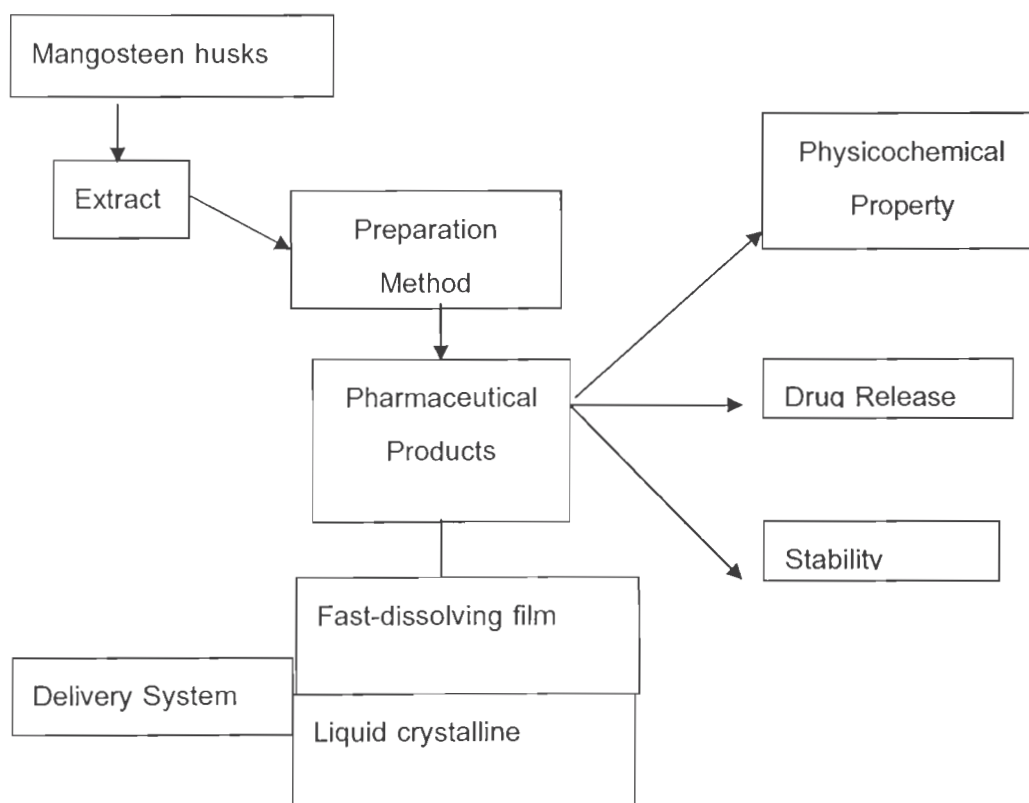 Mangosteen husks
Extract
Preparation
Method
Pharmaceutical
Products
Physicochemical
Property
Drug Release
Stability
Fast-dissolving film
Delivery System
Liquid crystalline